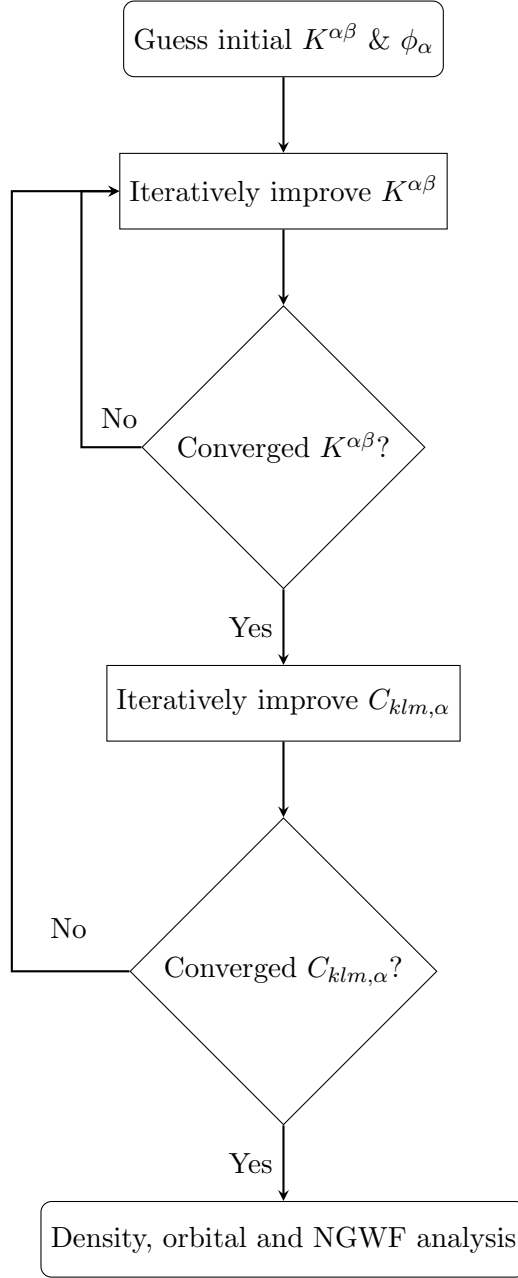 Guess initial $K^{\alpha\beta}$ & $\phi_\alpha$
Iteratively improve $K^{\alpha\beta}$
No
Converged $K^{\alpha\beta}$?
Yes
Iteratively improve $C_{klm,\alpha}$
No
Converged $C_{klm,\alpha}$?
Yes
Density, orbital and NGWF analysis